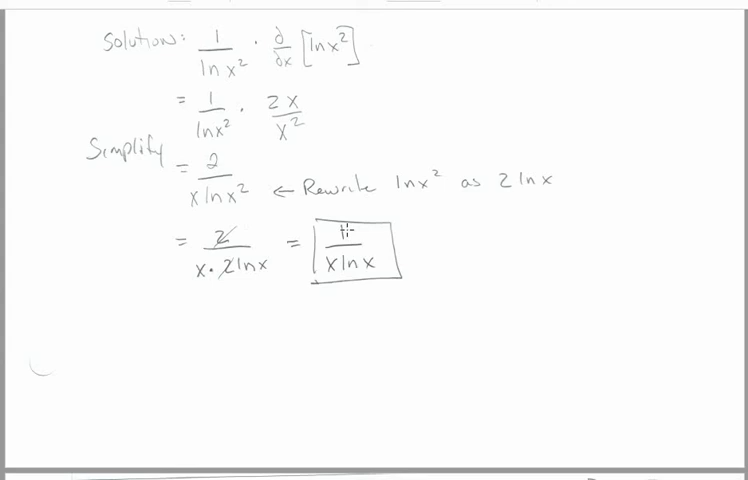 Solution: 1/ln x² · ∂/∂x [ln x²]
= 1/ln x² · 2x/x²
Simplify = 2/x ln x² ← Rewrite ln x² as 2 ln x
= 2/x · 2 ln x = 1/x ln x